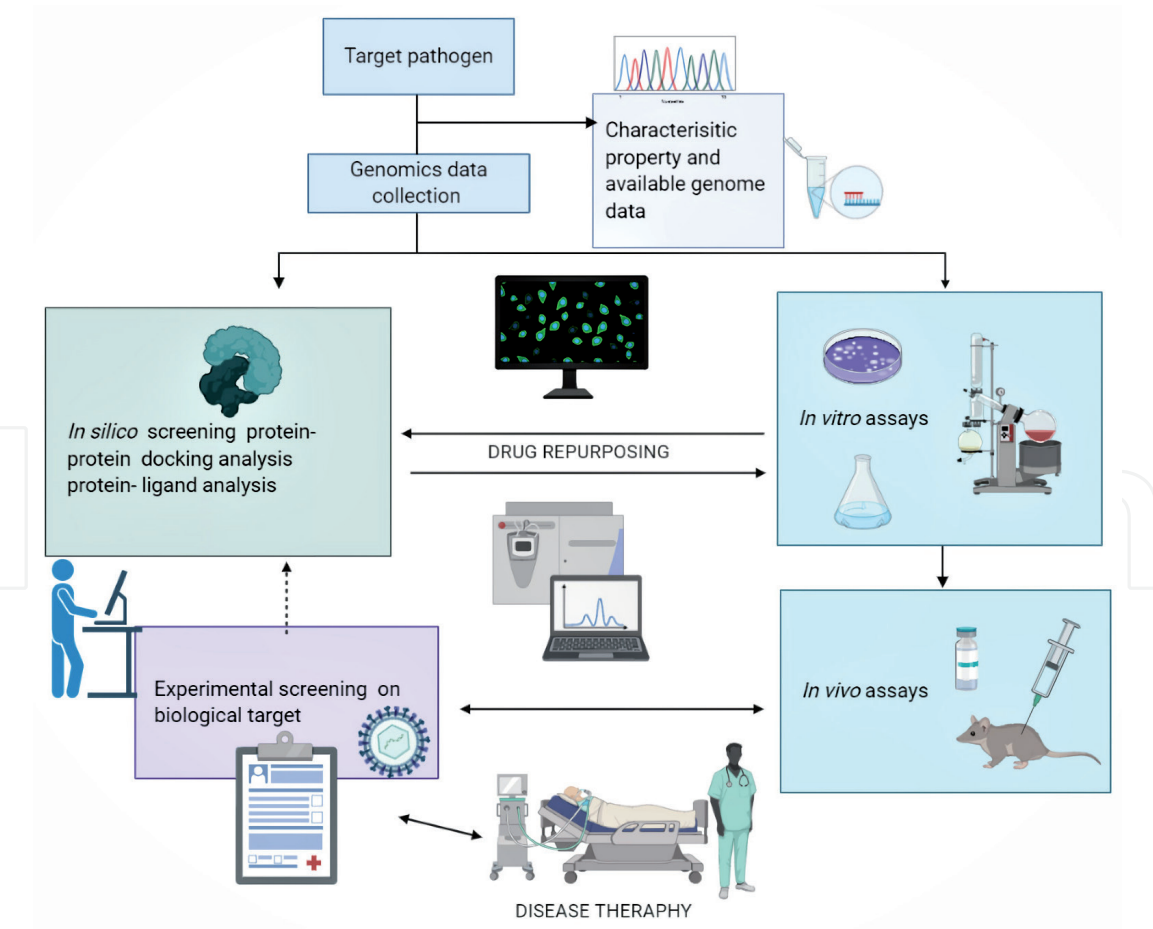 Target pathogen
Characterisitic
property and
available genome
data
Genomics data
collection
In silico screening protein-
protein docking analysis
protein- ligand analysis
In vitro assays
DRUG REPURPOSING
Experimental screening on
biological target
In vivo assays
DISEASE THERAPHY